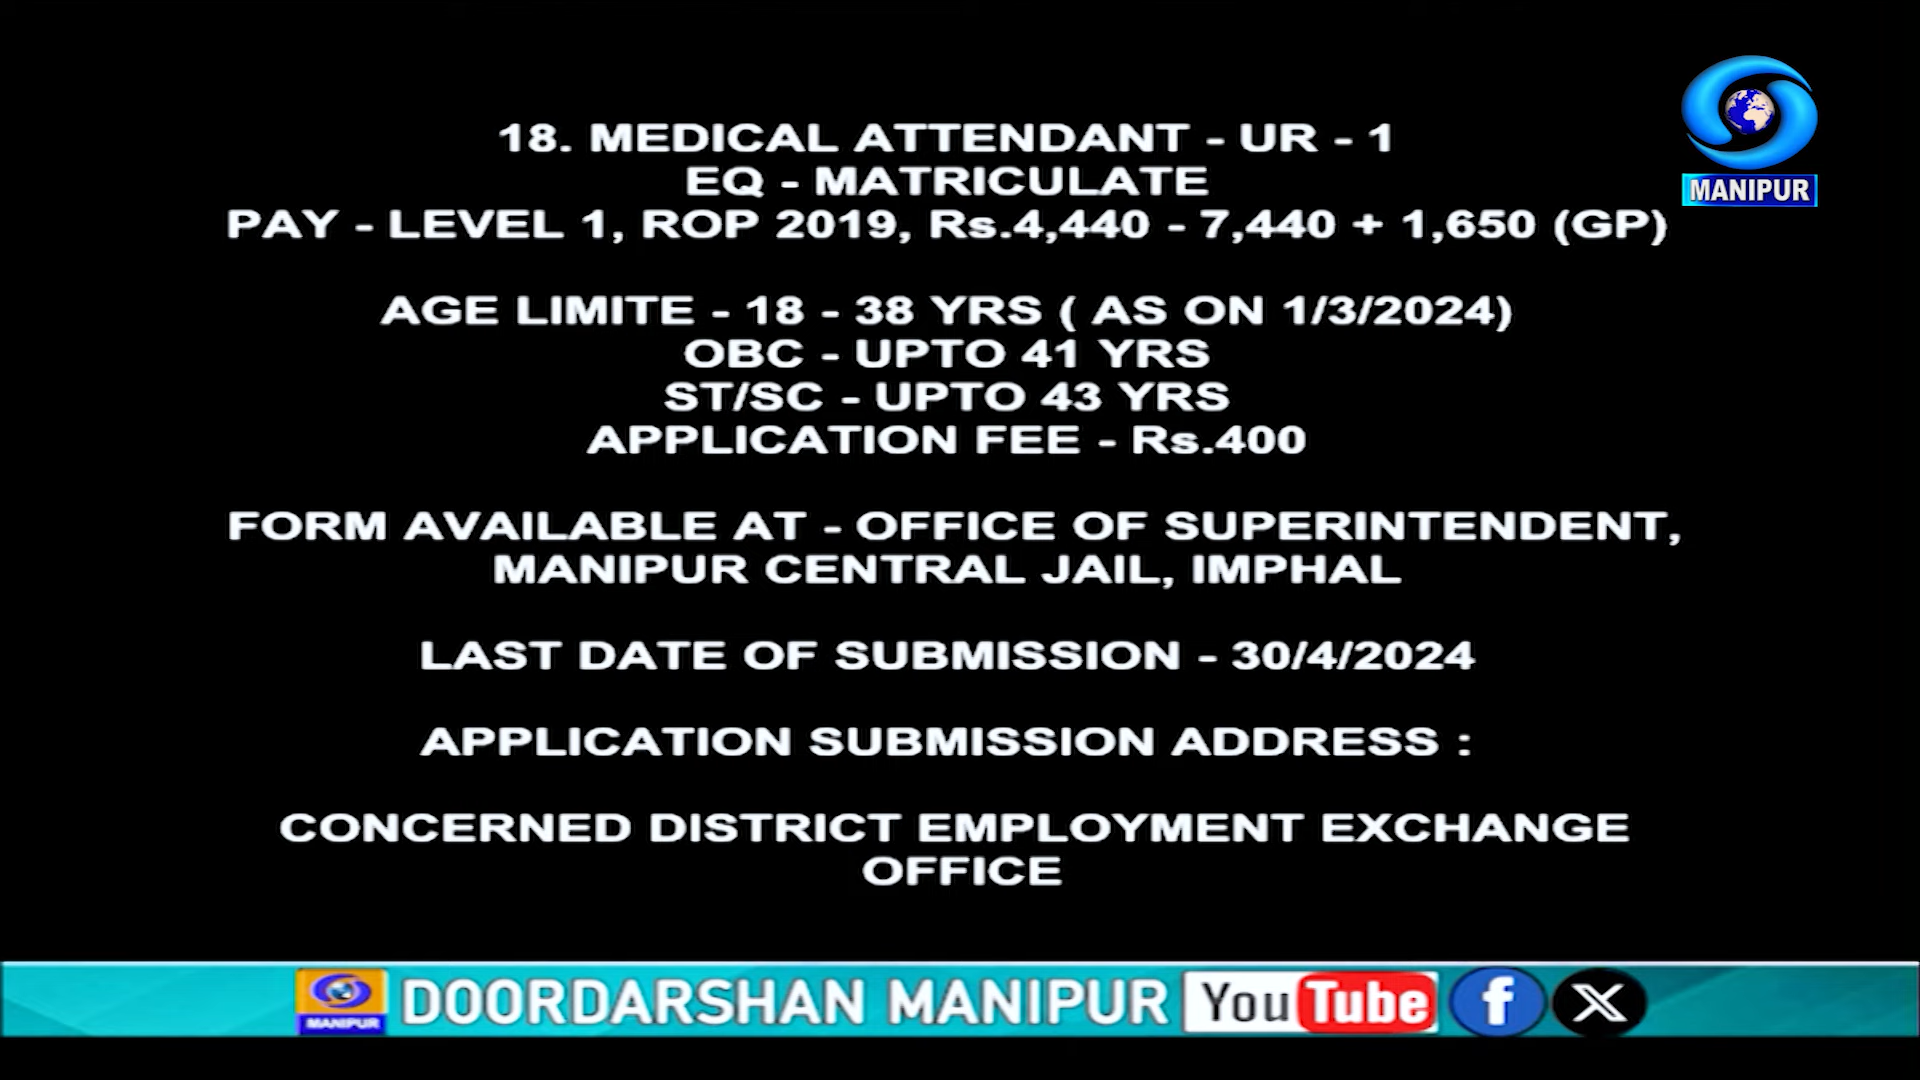 18. MEDICAL ATTENDANT - UR - 1
EQ - MATRICULATE
PAY - LEVEL 1, ROP 2019, Rs.4,440 - 7,440 + 1,650 (GP)
AGE LIMITE - 18 - 38 YRS ( AS ON 1/3/2024)
OBC - UPTO 41 YRS
ST/SC - UPTO 43 YRS
APPLICATION FEE - Rs.400
FORM AVAILABLE AT - OFFICE OF SUPERINTENDENT,
MANIPUR CENTRAL JAIL, IMPHAL
LAST DATE OF SUBMISSION - 30/4/2024
APPLICATION SUBMISSION ADDRESS :
CONCERNED DISTRICT EMPLOYMENT EXCHANGE
OFFICE
MANIPUR
MANIPUR
DOORDARSHAN MANIPUR
YouTube
f
X